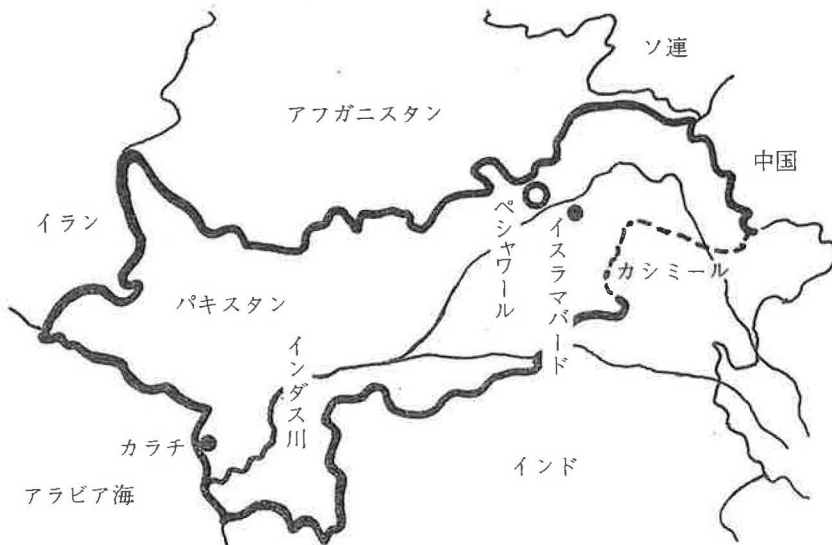 ソ連
アフガニスタン
中国
イラン
ペシャワール
イスラマバード
カシミール
パキスタン
インダス川
カラチ
インド
アラビア海